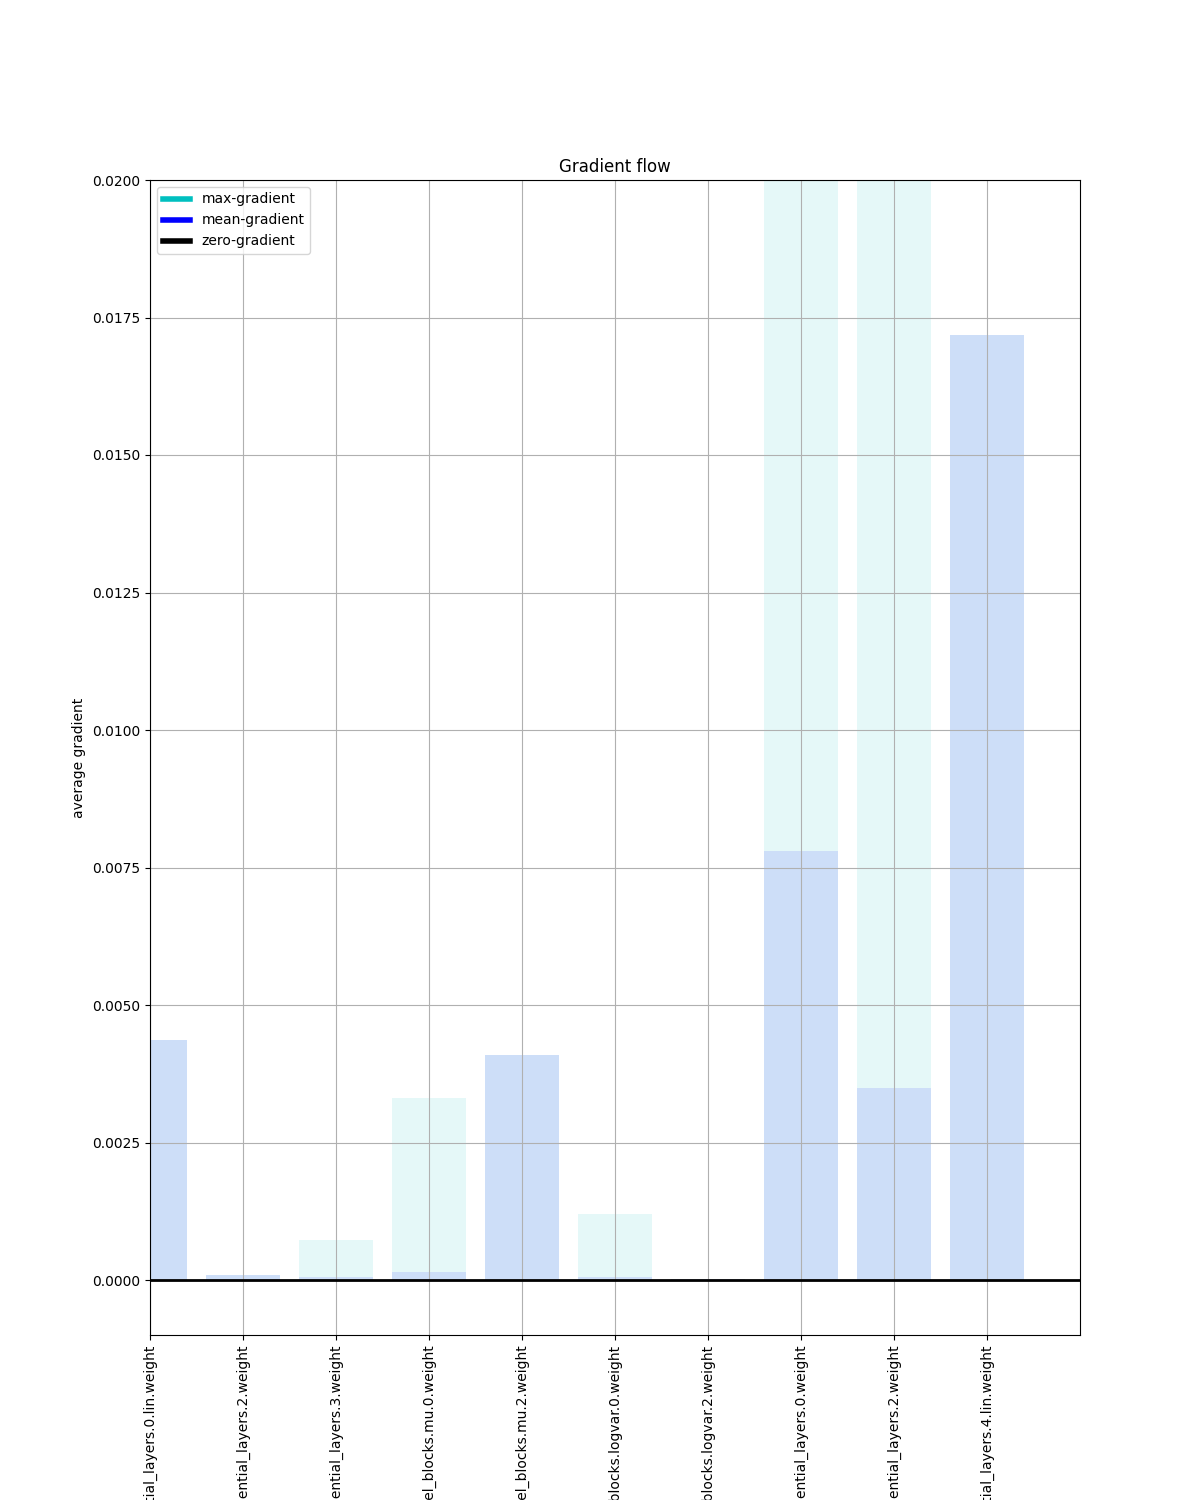 Gradient flow
max-gradient
mean-gradient
zero-gradient
0.0200
0.0175
0.0150
0.0125
0.0100
0.0075
0.0050
0.0025
0.0000
average gradient
tial_layers.0.lin.weight
ential_layers.2.weight
ential_layers.3.weight
el_blocks.mu.0.weight
el_blocks.mu.2.weight
blocks.logvar.0.weight
blocks.logvar.2.weight
ential_layers.0.weight
ential_layers.2.weight
tial_layers.4.lin.weight